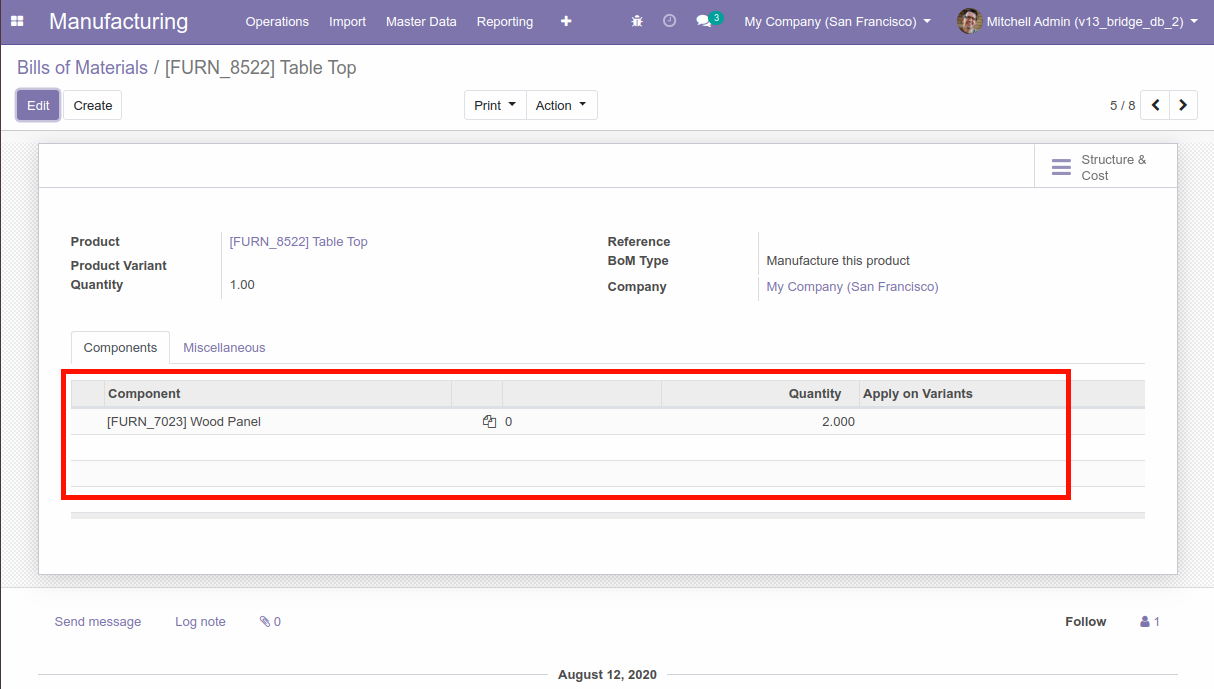 Manufacturing Operations Import Master Data Reporting 3 My Company (San Francisco) Mitchell Admin (v13_bridge_db_2)
Bills of Materials / [FURN_8522] Table Top
Edit Create Print Action 5 / 8
Structure &
Cost
Product [FURN_8522] Table Top
Product Variant
Quantity 1.00
Reference
BoM Type Manufacture this product
Company My Company (San Francisco)
Components Miscellaneous
Component Quantity Apply on Variants
[FURN_7023] Wood Panel 0 2.000
Send message Log note 0 Follow 1
August 12, 2020